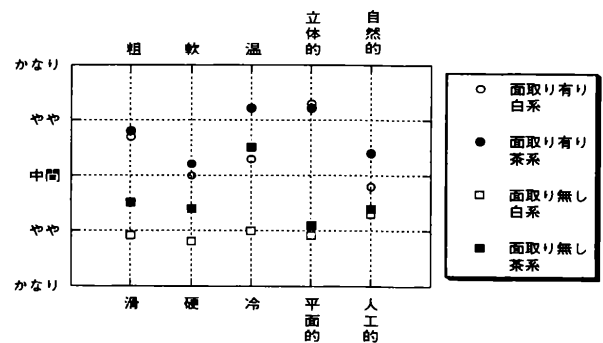 粗 軟 温 立体的 自然的
かなり
やや
中間
やや
かなり
滑 硬 冷 平面的 人工的
面取り有り
白系
面取り有り
茶系
面取り無し
白系
面取り無し
茶系